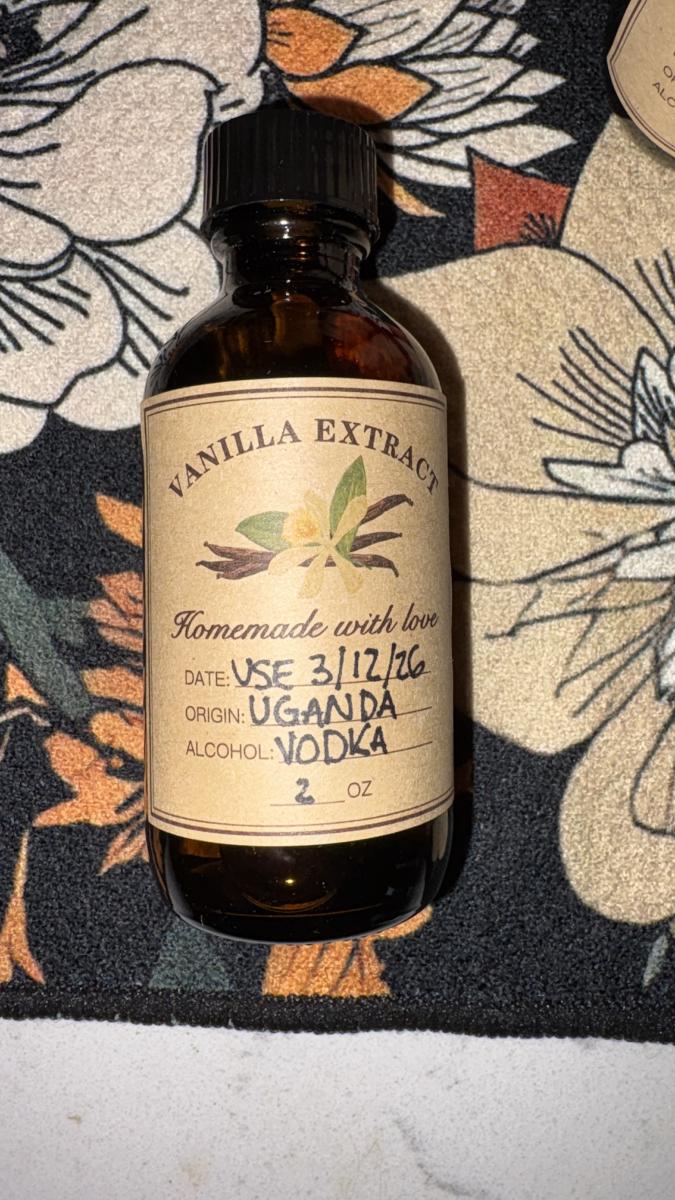 VANILLA EXTRACT
Homemade with love
DATE: USE 3/12/26
ORIGIN: UGANDA
ALCOHOL: VODKA
2 OZ